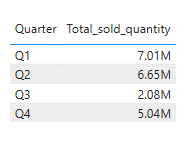 Quarter Total_sold_quantity
Q1 7.01M
Q2 6.65M
Q3 2.08M
Q4 5.04M